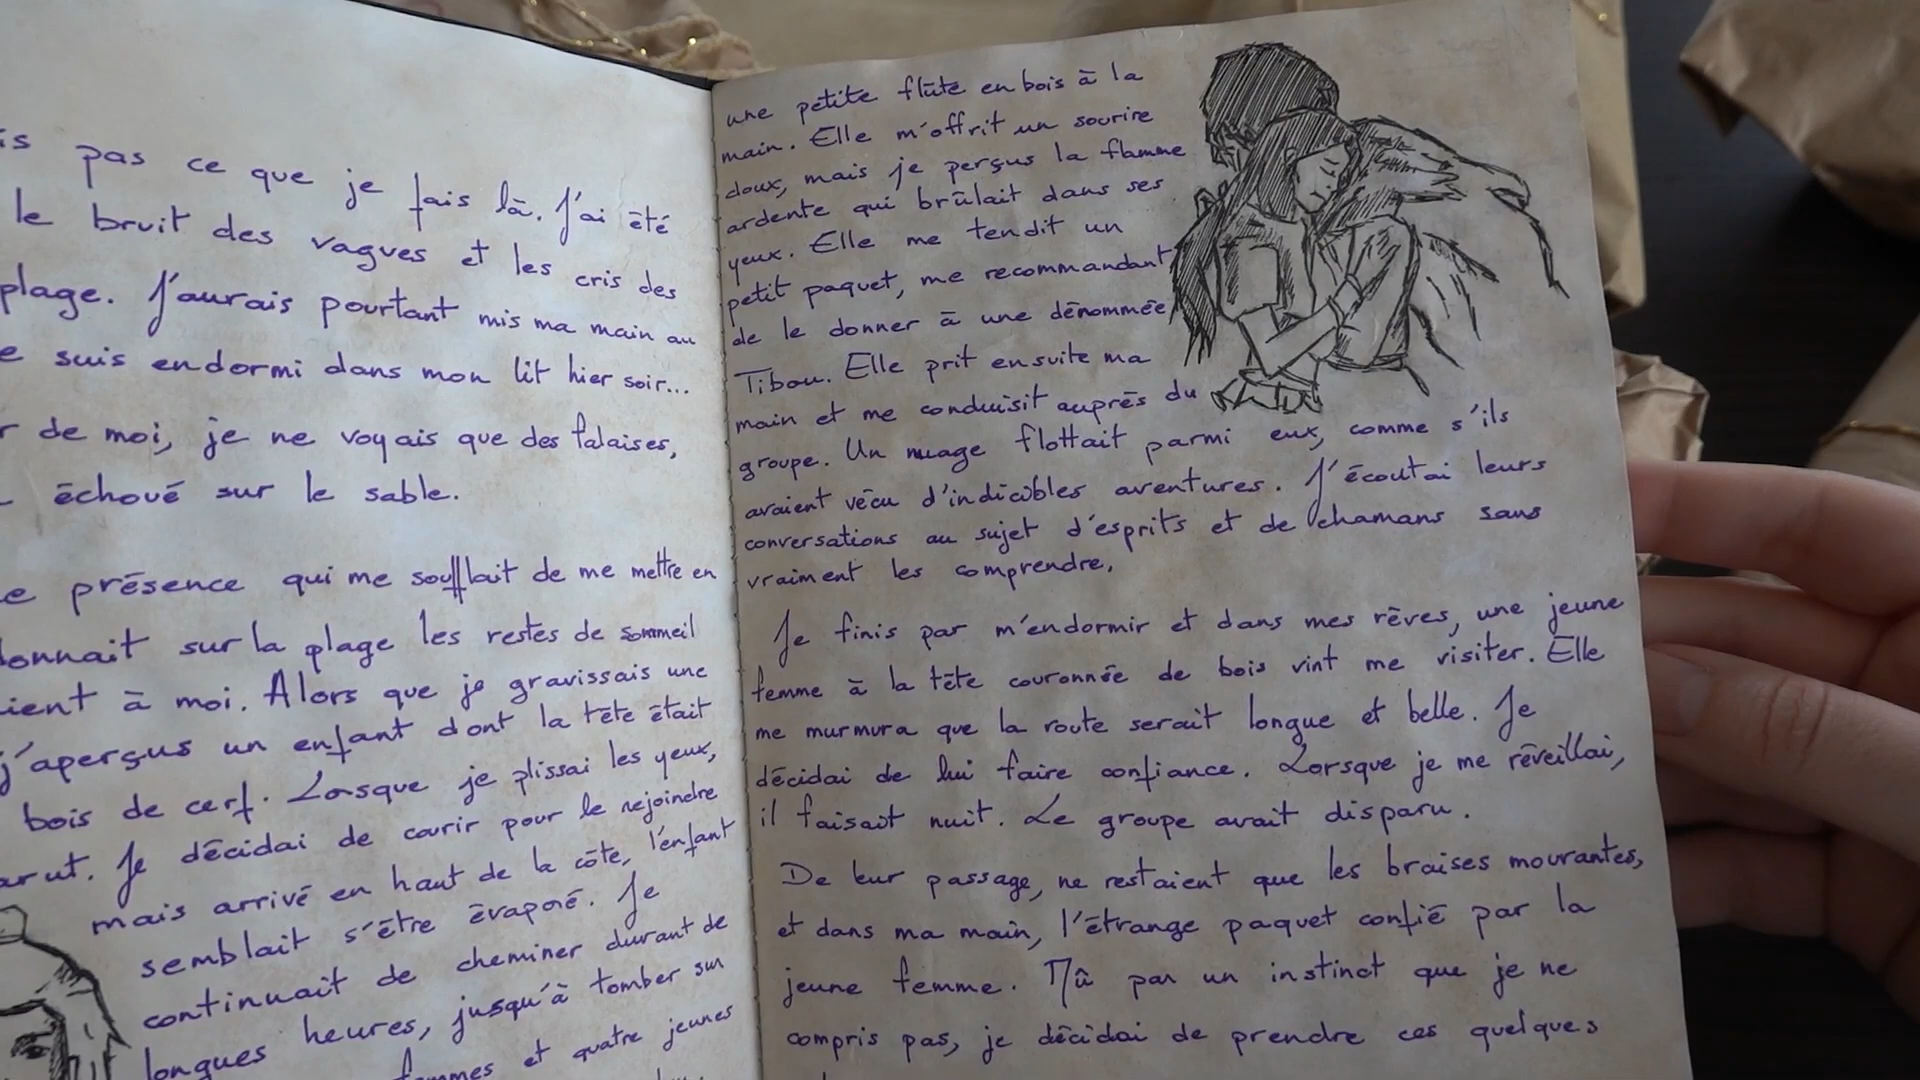 is pas ce que je fais là. J'ai été
le bruit des vagues et les cris des
plage. J'aurais pourtant mis ma main au
e suis endormi dans mon lit hier soir...
r de moi, je ne voyais que des falaises,
échoué sur le sable.
e présence qui me soufflait de me mettre en
donnait sur la plage les restes de sommeil
ient à moi. Alors que je gravissais une
j'aperçus un enfant dont la tête était
bois de cerf. Lorsque je plissai les yeux,
arut. Je décidai de courir pour le rejoindre
mais arrivé en haut de la côte, l'enfant
semblait s'être évaporé. Je
continuait de cheminer durant de
longues heures, jusqu'à tomber sur
femmes et quatre jeunes
une petite flûte en bois à la
main. Elle m'offrit un sourire
doux, mais je perçus la flamme
ardente qui brûlait dans ses
yeux. Elle me tendit un
petit paquet, me recommandant
de le donner à une dénommée
Tibou. Elle prit ensuite ma
main et me conduisit auprès du
groupe. Un nuage flottait parmi eux, comme s'ils
avaient vécu d'indicibles aventures. J'écoutai leurs
conversations au sujet d'esprits et de chamans sans
vraiment les comprendre.
Je finis par m'endormir et dans mes rêves, une jeune
femme à la tête couronnée de bois vint me visiter. Elle
me murmura que la route serait longue et belle. Je
décidai de lui faire confiance. Lorsque je me réveillai,
il faisait nuit. Le groupe avait disparu.
De leur passage, ne restaient que les braises mourantes,
et dans ma main, l'étrange paquet confié par la
jeune femme. Mû par un instinct que je ne
compris pas, je décidai de prendre ces quelques